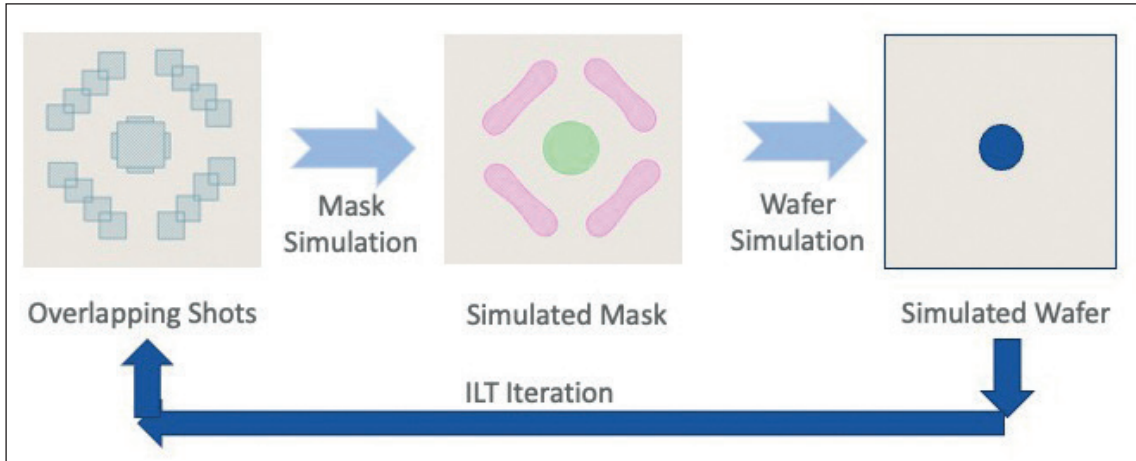 Mask
Simulation
Wafer
Simulation
Overlapping Shots
Simulated Mask
Simulated Wafer
ILT Iteration